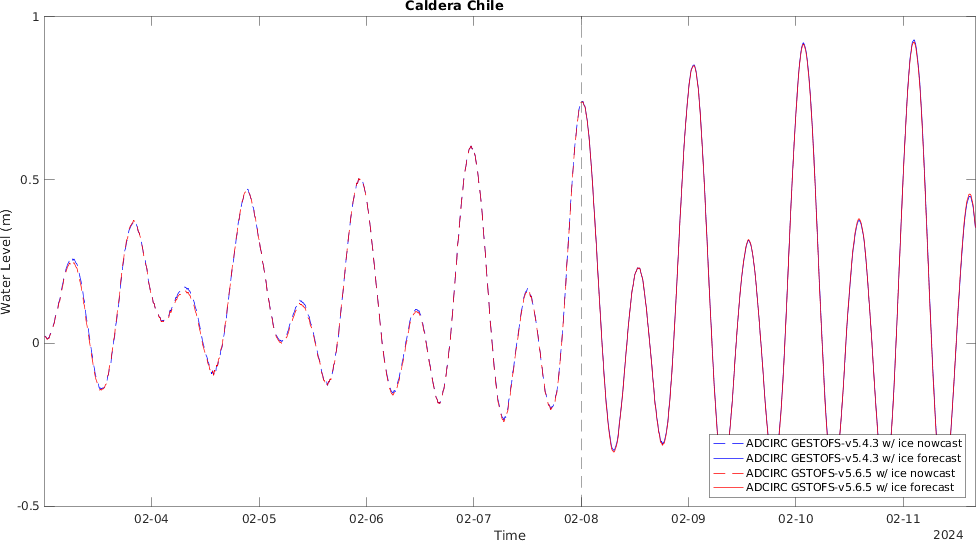 Caldera Chile
1
0.5
0
-0.5
Water Level (m)
02-04 02-05 02-06 02-07 02-08 02-09 02-10 02-11
Time
2024
ADCIRC GESTOFS-v5.4.3 w/ ice nowcast
ADCIRC GESTOFS-v5.4.3 w/ ice forecast
ADCIRC GSTOFS-v5.6.5 w/ ice nowcast
ADCIRC GSTOFS-v5.6.5 w/ ice forecast